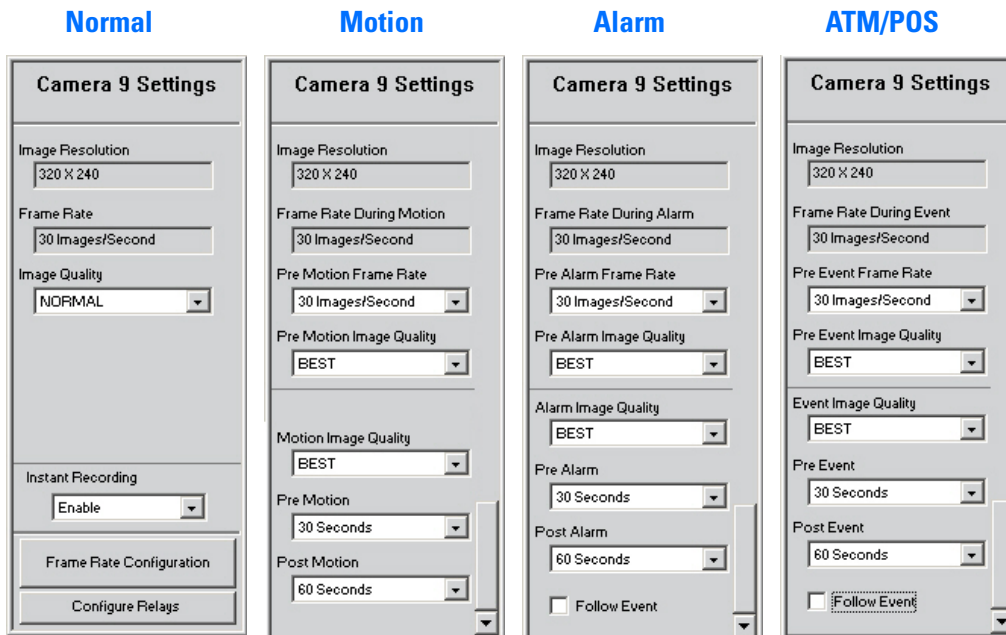 Normal
Camera 9 Settings
Image Resolution
320 X 240
Frame Rate
30 Images/Second
Image Quality
NORMAL
Instant Recording
Enable
Frame Rate Configuration
Configure Relays
Motion
Camera 9 Settings
Image Resolution
320 X 240
Frame Rate During Motion
30 Images/Second
Pre Motion Frame Rate
30 Images/Second
Pre Motion Image Quality
BEST
Motion Image Quality
BEST
Pre Motion
30 Seconds
Post Motion
60 Seconds
Alarm
Camera 9 Settings
Image Resolution
320 X 240
Frame Rate During Alarm
30 Images/Second
Pre Alarm Frame Rate
30 Images/Second
Pre Alarm Image Quality
BEST
Alarm Image Quality
BEST
Pre Alarm
30 Seconds
Post Alarm
60 Seconds
Follow Event
ATM/POS
Camera 9 Settings
Image Resolution
320 X 240
Frame Rate During Event
30 Images/Second
Pre Event Frame Rate
30 Images/Second
Pre Event Image Quality
BEST
Event Image Quality
BEST
Pre Event
30 Seconds
Post Event
60 Seconds
Follow Event